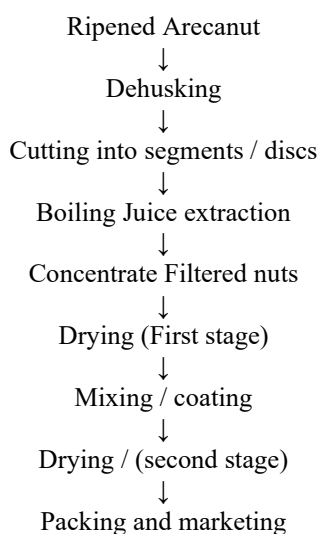 Ripened Arecanut
↓
Dehusking
↓
Cutting into segments / discs
↓
Boiling Juice extraction
↓
Concentrate Filtered nuts
↓
Drying (First stage)
↓
Mixing / coating
↓
Drying / (second stage)
↓
Packing and marketing